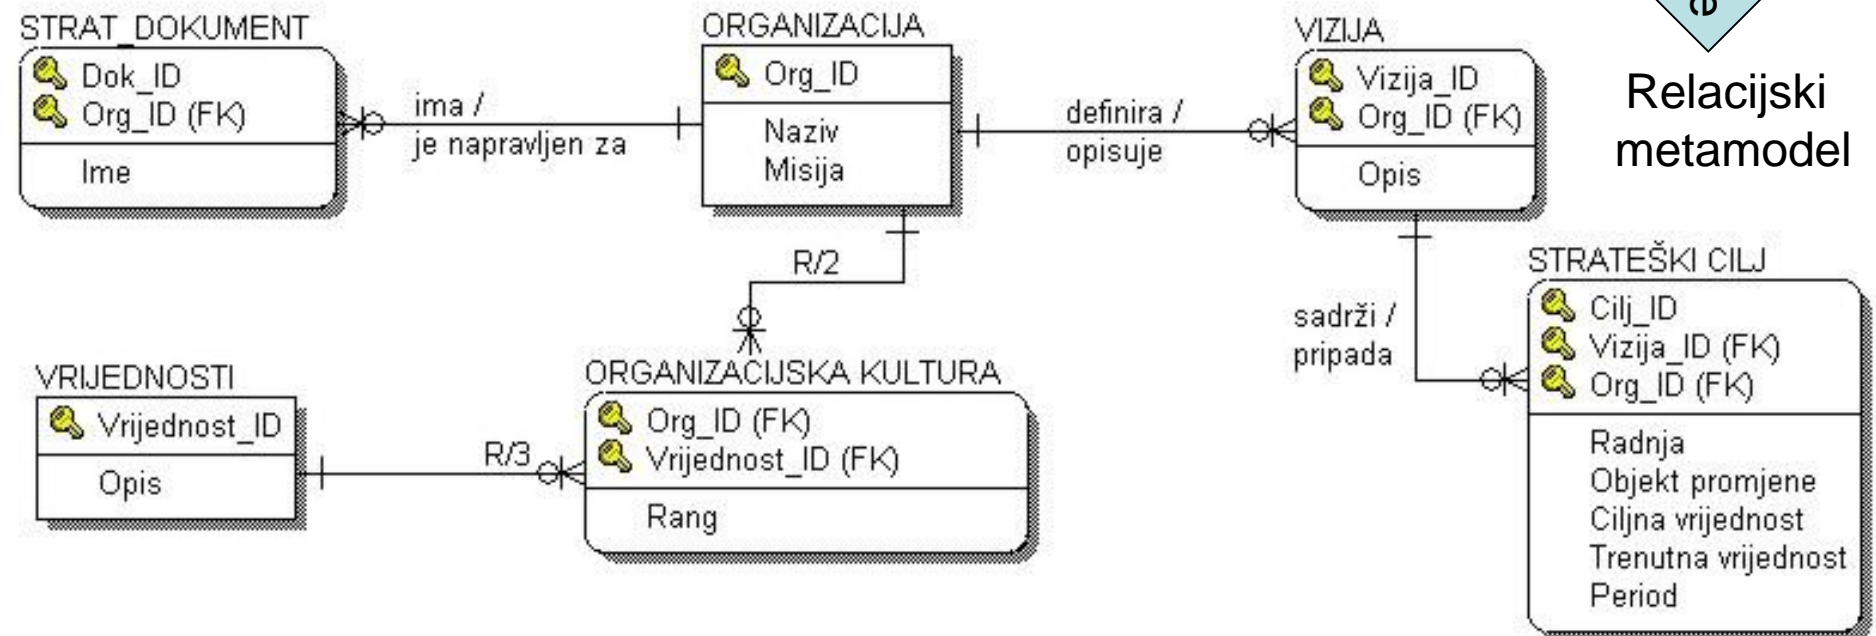 STRAT_DOKUMENT
Dok_ID
Org_ID (FK)
Ime
ima /
je napravljen za
ORGANIZACIJA
Org_ID
Naziv
Misija
definira /
opisuje
VIZIJA
Vizija_ID
Org_ID (FK)
Opis
e
Relacijski
metamodel
R/2
sadrži /
pripada
STRATEŠKI CILJ
Cilj_ID
Vizija_ID (FK)
Org_ID (FK)
Radnja
Objekt promjene
Ciljna vrijednost
Trenutna vrijednost
Period
VRIJEDNOSTI
Vrijednost_ID
Opis
R/3
ORGANIZACIJSKA KULTURA
Org_ID (FK)
Vrijednost_ID (FK)
Rang